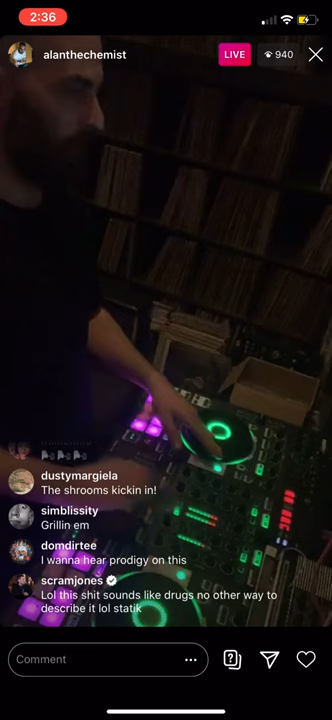 2:36
alanthechemist
LIVE
940
dustymargiela
The shrooms kickin in!
simblissity
Grillin em
domdirtee
I wanna hear prodigy on this
scramjones
Lol this shit sounds like drugs no other way to
describe it lol statik
Comment